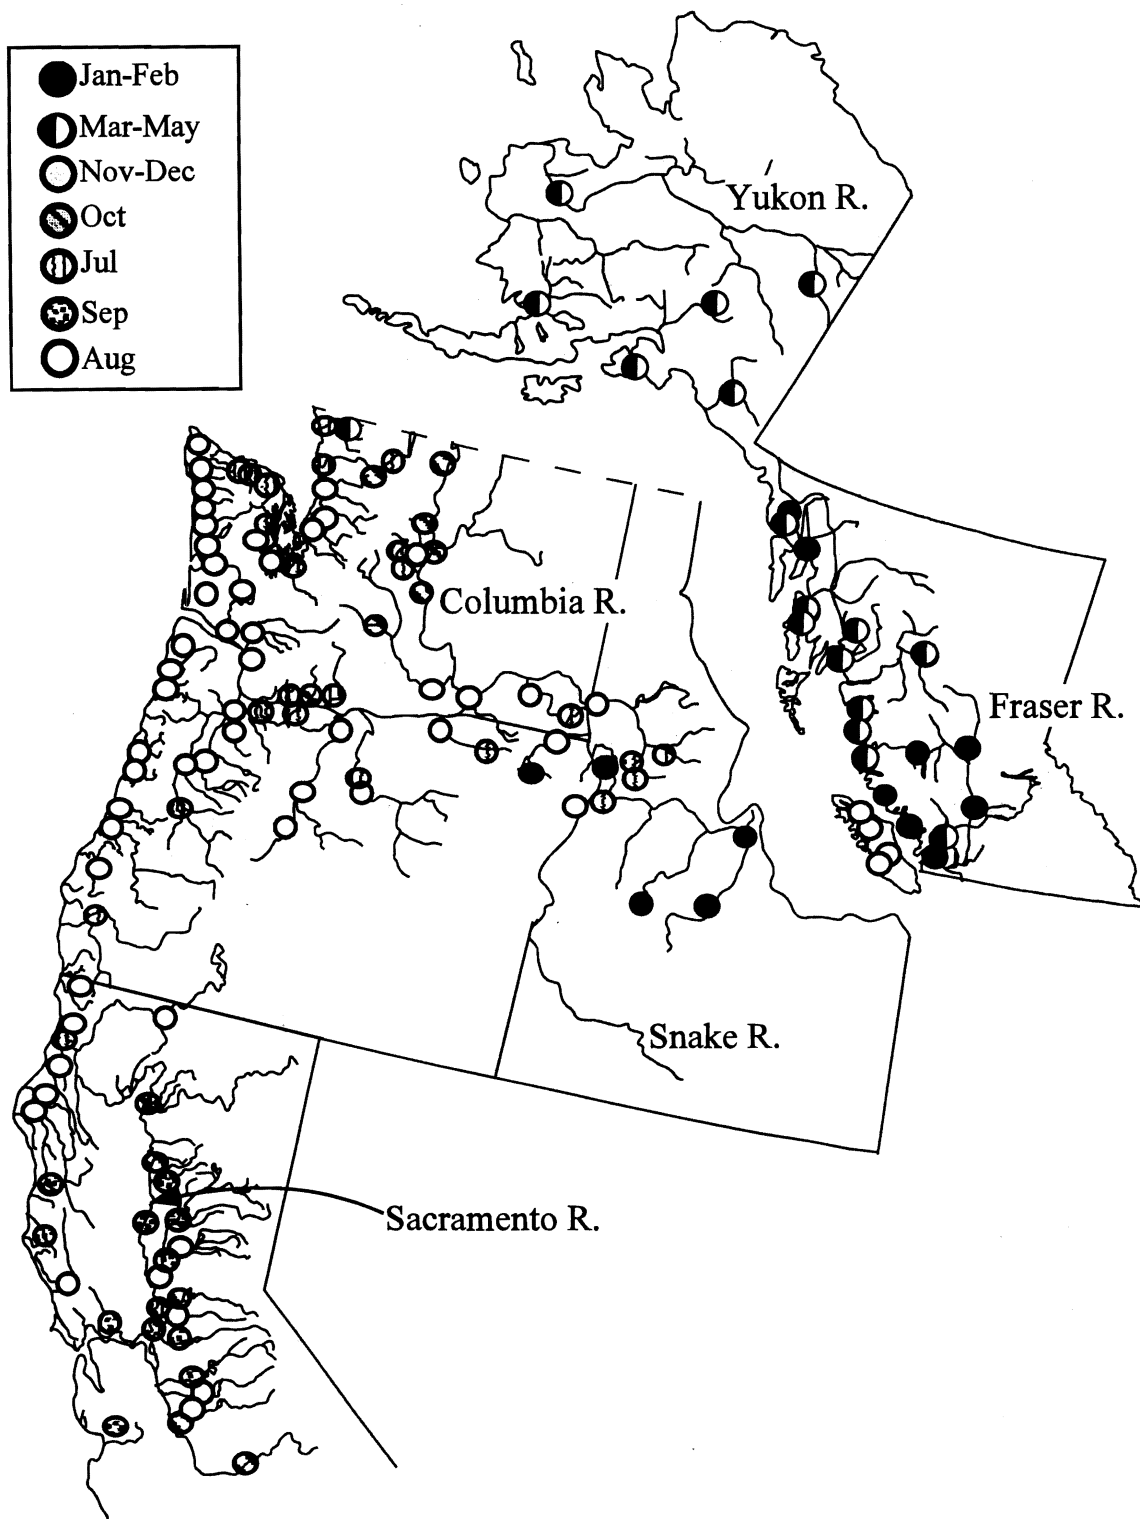 Jan-Feb
Mar-May
Nov-Dec
Oct
Jul
Sep
Aug
Yukon R.
Columbia R.
Fraser R.
Snake R.
Sacramento R.